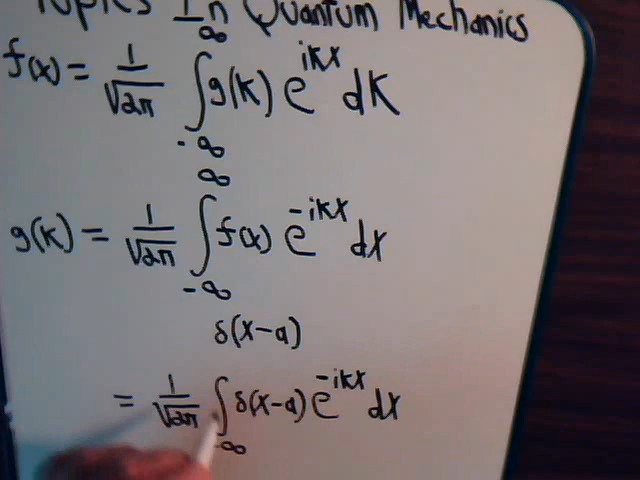 Topics In Quantum Mechanics
f(x) = 1/√2π ∫_{-∞}^{∞} g(k) e^{ikx} dk
g(k) = 1/√2π ∫_{-∞}^{∞} f(x) e^{-ikx} dx
δ(x-a)
= 1/√2π ∫_{-∞} δ(x-a) e^{-ikx} dx